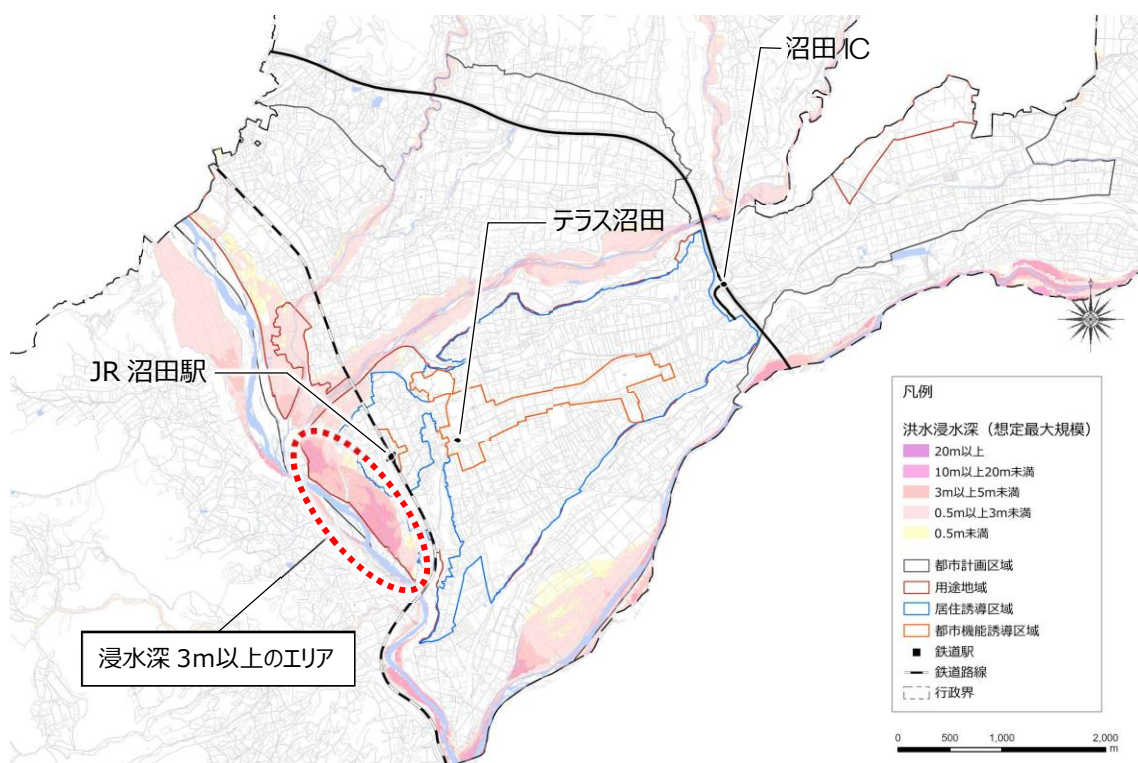 沼田 IC
テラス沼田
JR 沼田駅
浸水深 3m以上のエリア
凡例
洪水浸水深（想定最大規模）
20m以上
10m以上20m未満
3m以上5m未満
0.5m以上3m未満
0.5m未満
都市計画区域
用途地域
居住誘導区域
都市機能誘導区域
鉄道駅
鉄道路線
行政界
0 500 1,000 2,000
m